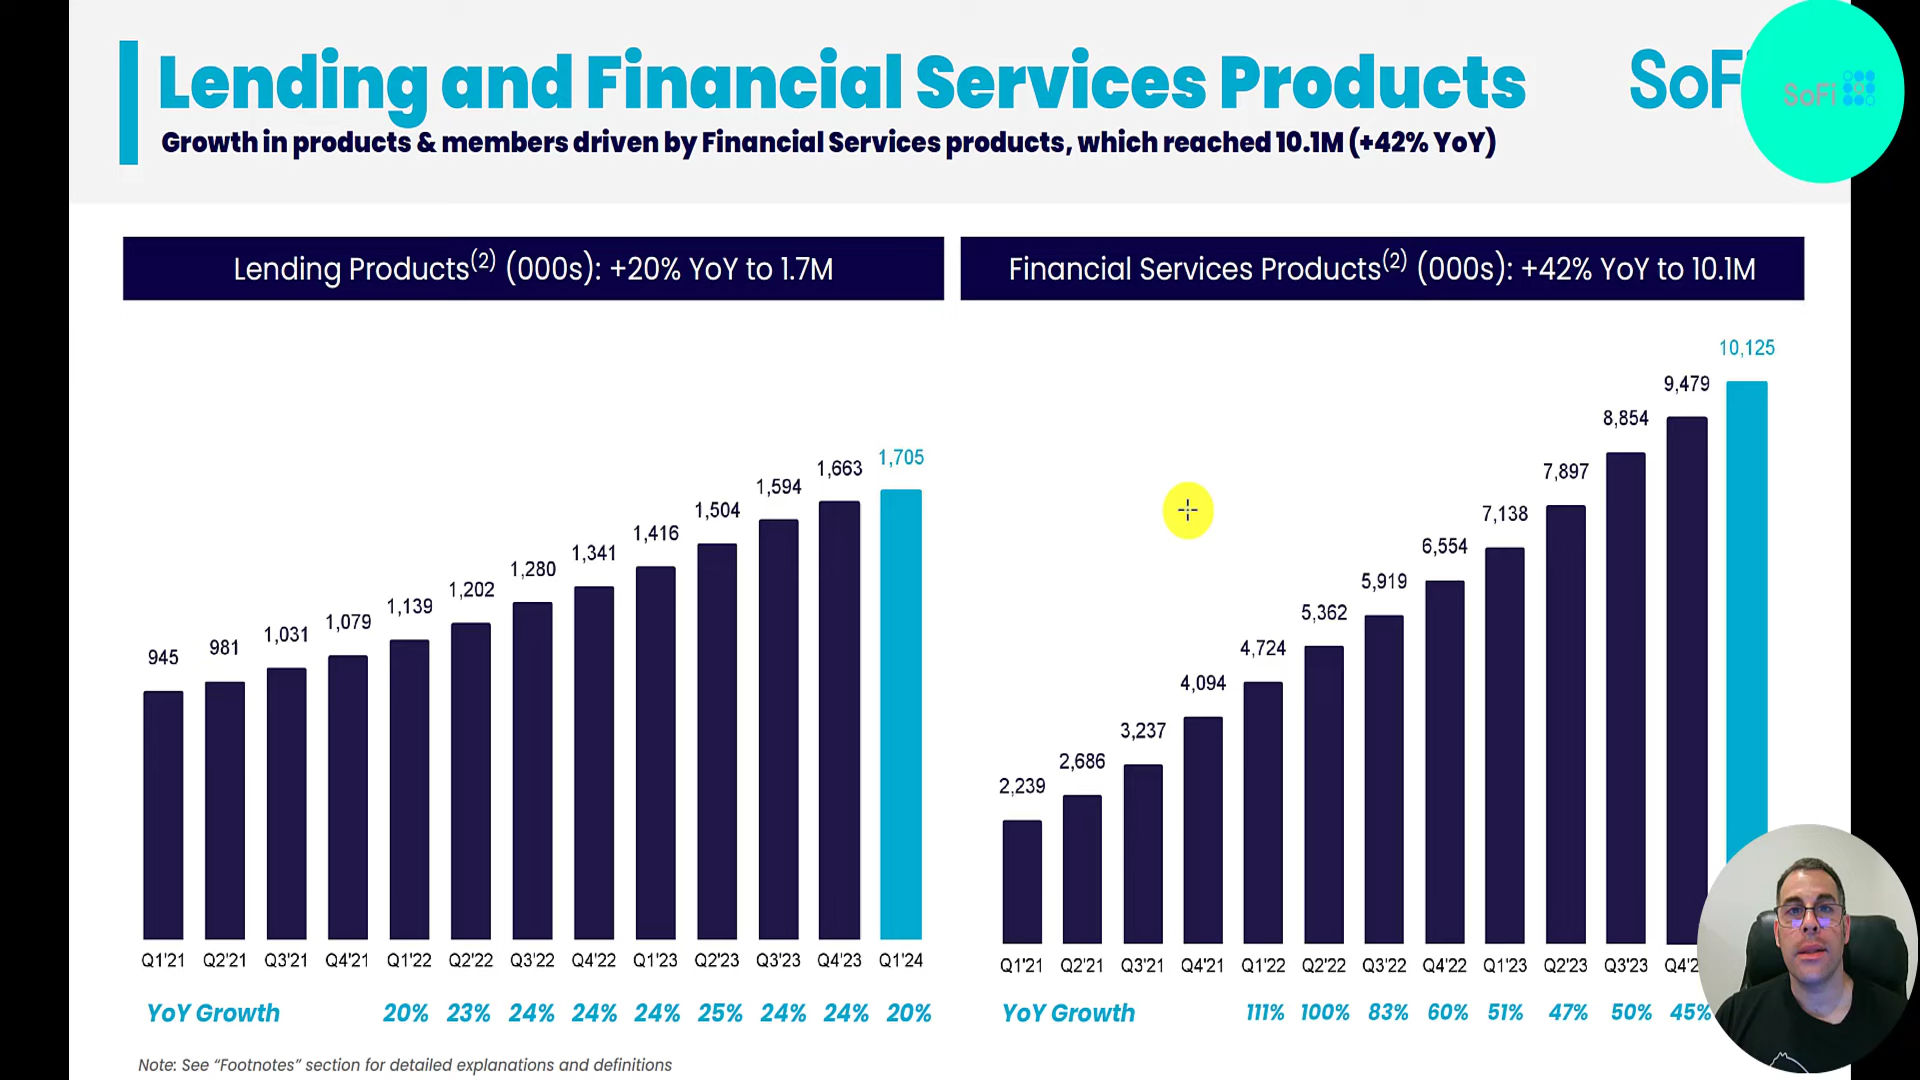 Lending and Financial Services Products
SoFi
SoFi
Growth in products & members driven by Financial Services products, which reached 10.1M (+42% YoY)
Lending Products(2) (000s): +20% YoY to 1.7M
945 981 1,031 1,079 1,139 1,202 1,280 1,341 1,416 1,504 1,594 1,663 1,705
Q1'21 Q2'21 Q3'21 Q4'21 Q1'22 Q2'22 Q3'22 Q4'22 Q1'23 Q2'23 Q3'23 Q4'23 Q1'24
YoY Growth 20% 23% 24% 24% 24% 25% 24% 24% 20%
Financial Services Products(2) (000s): +42% YoY to 10.1M
2,239 2,686 3,237 4,094 4,724 5,362 5,919 6,554 7,138 7,897 8,854 9,479 10,125
Q1'21 Q2'21 Q3'21 Q4'21 Q1'22 Q2'22 Q3'22 Q4'22 Q1'23 Q2'23 Q3'23 Q4'2
YoY Growth 111% 100% 83% 60% 51% 47% 50% 45%
Note: See “Footnotes” section for detailed explanations and definitions